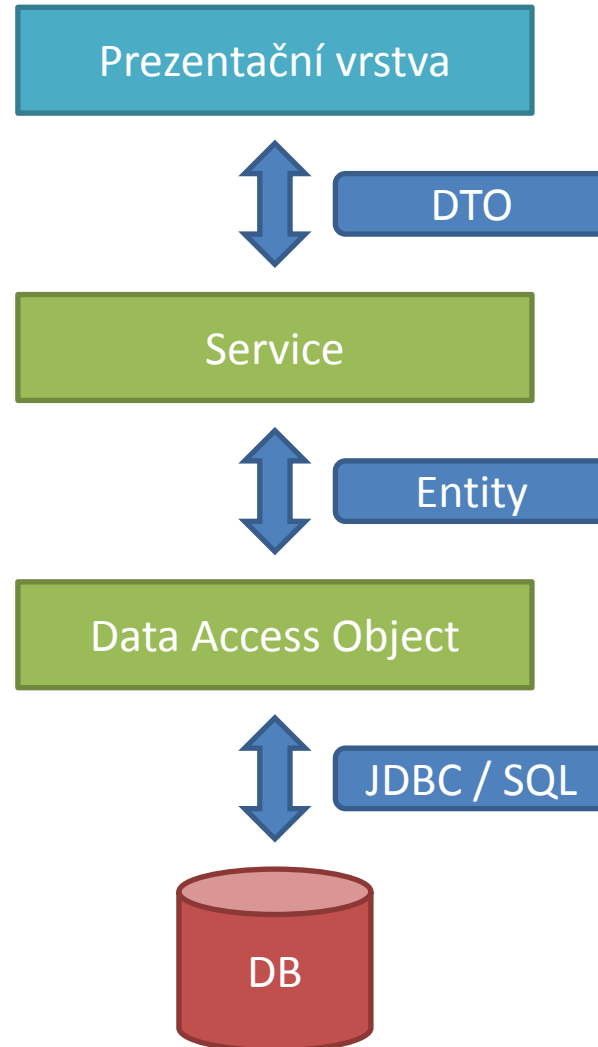 Prezentační vrstva
DTO
Service
Entity
Data Access Object
JDBC / SQL
DB